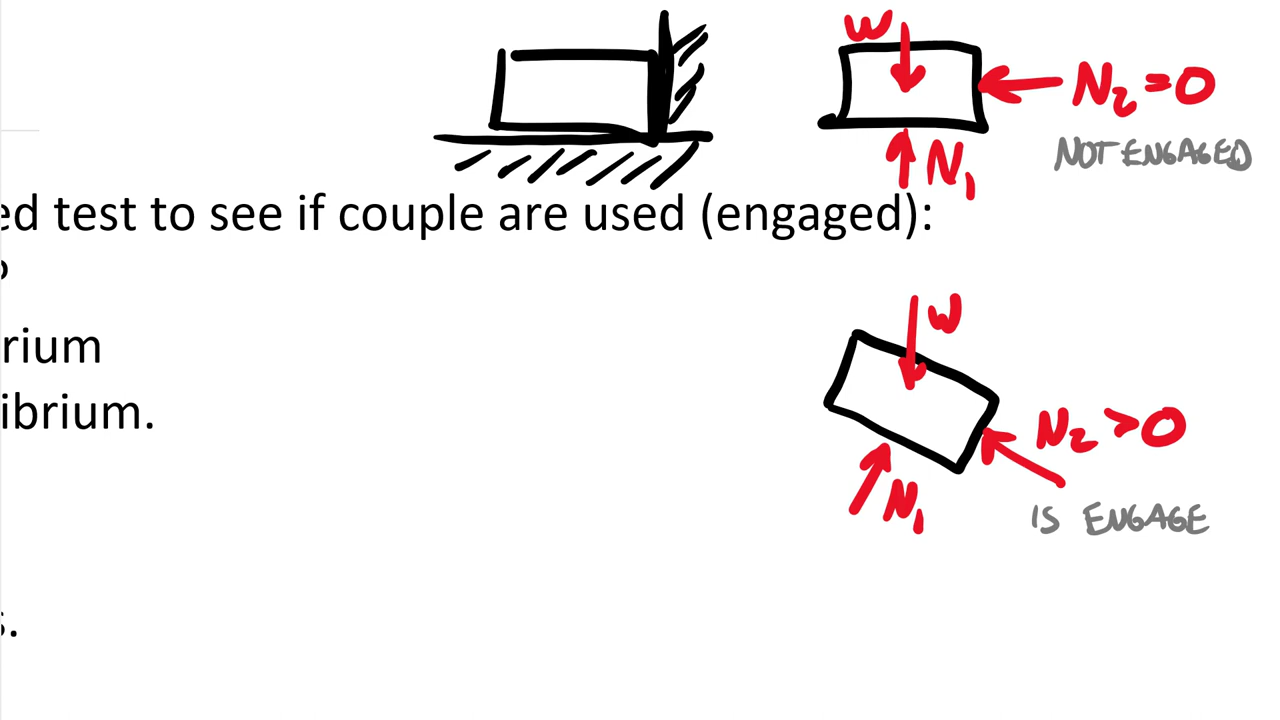 W
N₂=0
NOT ENGAGED
N₁
ed test to see if couple are used (engaged):
?
rium
W
librium.
N₂>0
N₁
IS ENGAGE
s.